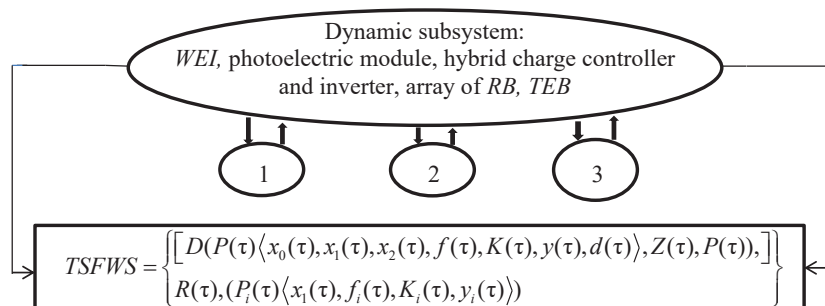 Dynamic subsystem:
WEI, photoelectric module, hybrid charge controller
and inverter, array of RB, TEB
1 2 3
TSFWS = {[D(P(τ)⟨x₀(τ), x₁(τ), x₂(τ), f(τ), K(τ), y(τ), d(τ)⟩, Z(τ), P(τ)),]
R(τ), (Pᵢ(τ)⟨x₁(τ), fᵢ(τ), Kᵢ(τ), yᵢ(τ)⟩)}